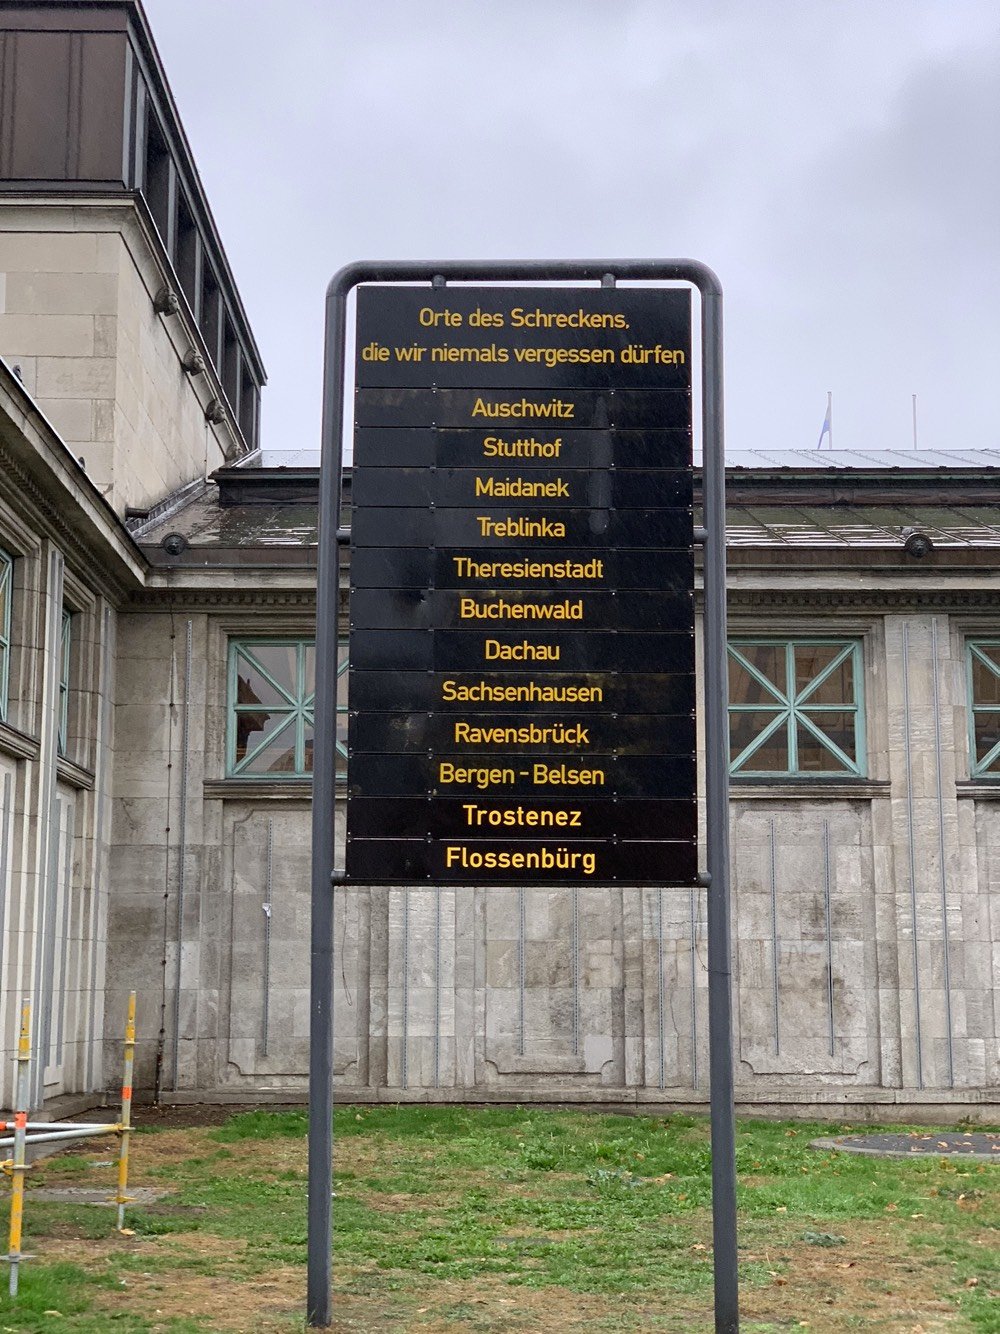 Orte des Schreckens,
die wir niemals vergessen dürfen
Auschwitz
Stutthof
Maidanek
Treblinka
Theresienstadt
Buchenwald
Dachau
Sachsenhausen
Ravensbrück
Bergen - Belsen
Trostenez
Flossenbürg